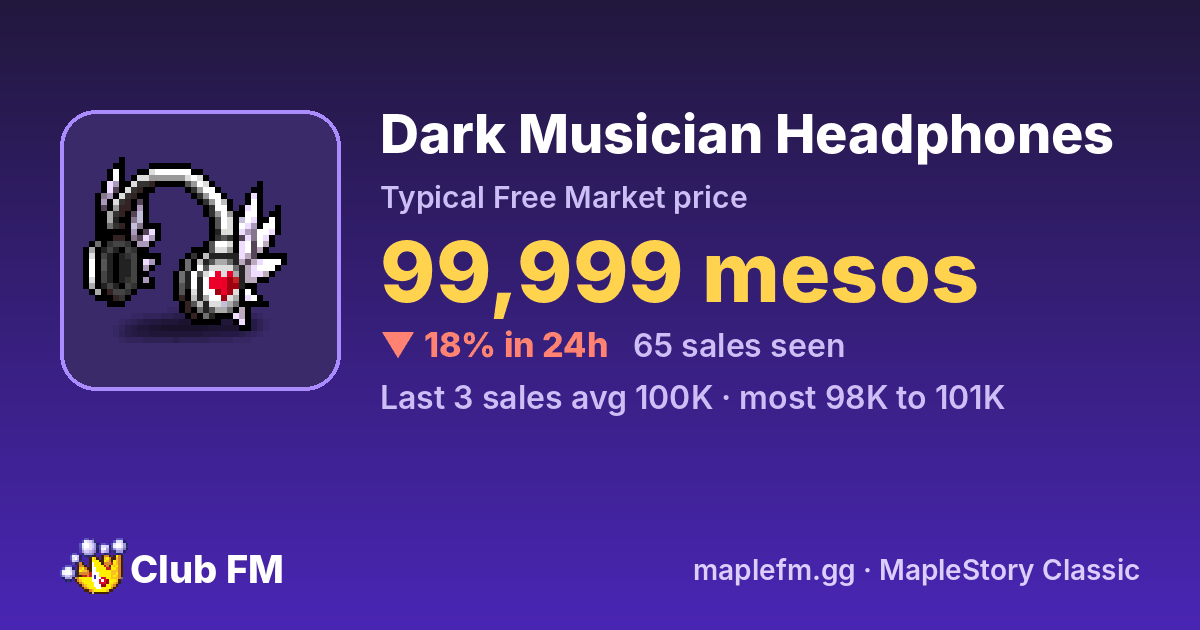 Dark Musician Headphones
Typical Free Market price
99,999 mesos
▼ 18% in 24h 65 sales seen
Last 3 sales avg 100K · most 98K to 101K
Club FM
maplefm.gg · MapleStory Classic